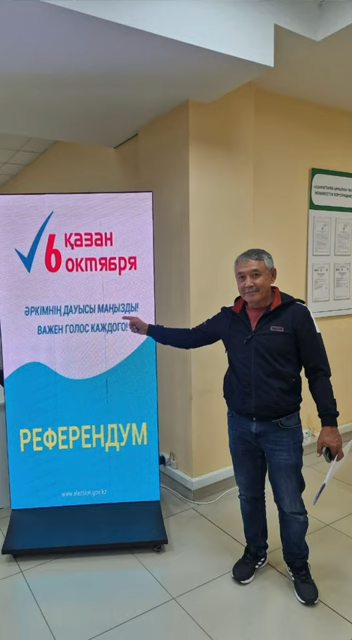 6 қазан
октября
ӘРКІМНІҢ ДАУЫСЫ МАҢЫЗДЫ!
ВАЖЕН ГОЛОС КАЖДОГО!
РЕФЕРЕНДУМ
www.election.gov.kz